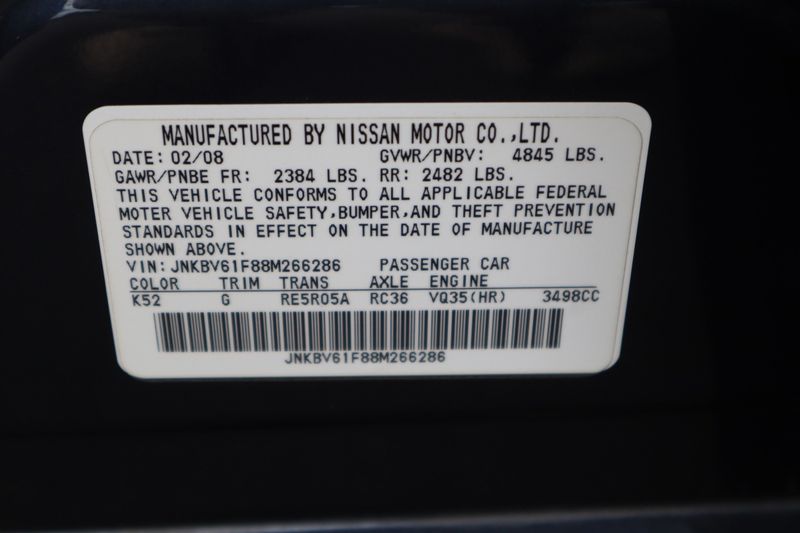 MANUFACTURED BY NISSAN MOTOR CO.,LTD.
DATE: 02/08 GVWR/PNBV: 4845 LBS.
GAWR/PNBE FR: 2384 LBS. RR: 2482 LBS.
THIS VEHICLE CONFORMS TO ALL APPLICABLE FEDERAL
MOTER VEHICLE SAFETY,BUMPER,AND THEFT PREVENTION
STANDARDS IN EFFECT ON THE DATE OF MANUFACTURE
SHOWN ABOVE.
VIN: JNKBV61F88M266286 PASSENGER CAR
COLOR TRIM TRANS AXLE ENGINE
K52 G RE5R05A RC36 VQ35(HR) 3498CC
JNKBV61F88M266286